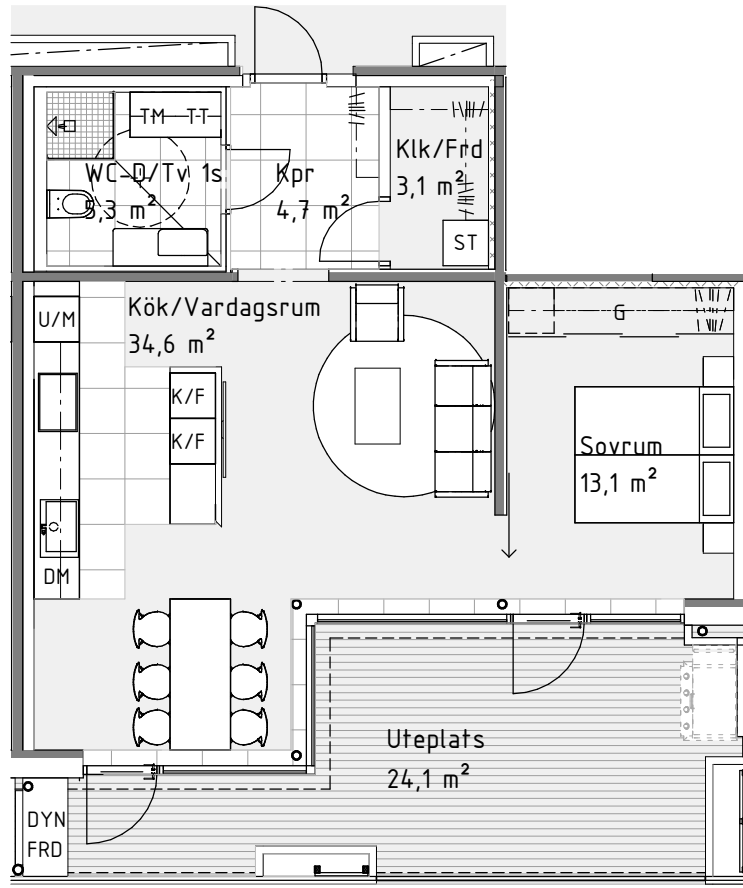 TM
TT
WC-D/Tv 1s
5,3 m²
Kpr
4,7 m²
Klk/Frd
3,1 m²
ST
Kök/Vardagsrum
34,6 m²
U/M
G
K/F
K/F
Sovrum
13,1 m²
DM
Uteplats
24,1 m²
DYN
FRD